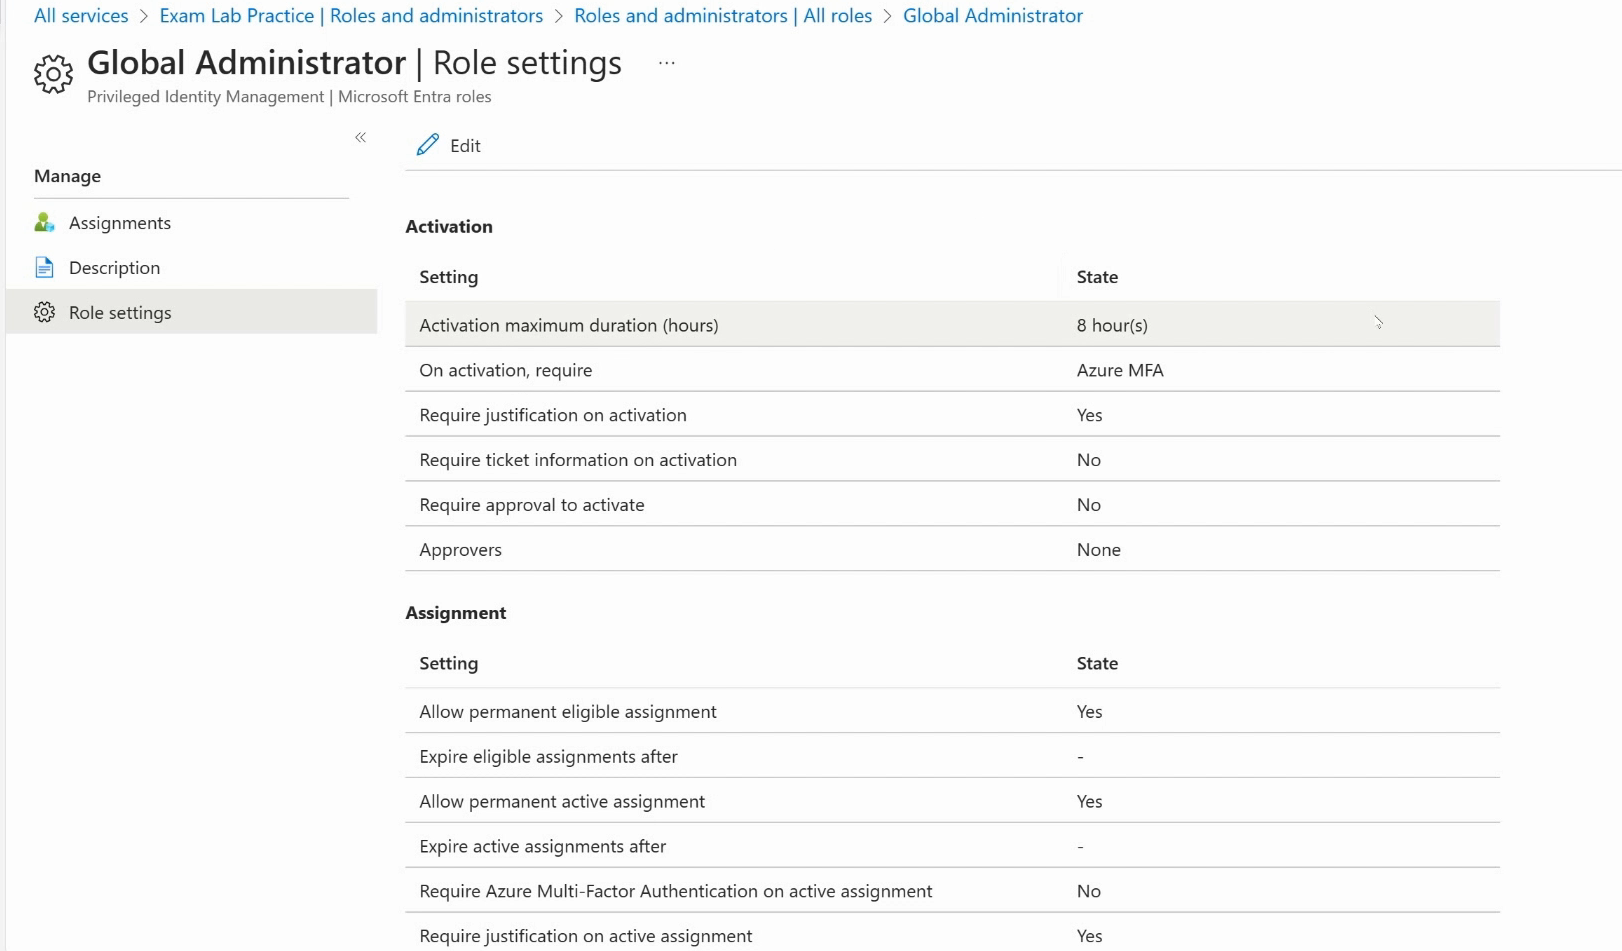 All services > Exam Lab Practice | Roles and administrators > Roles and administrators | All roles > Global Administrator
Global Administrator | Role settings ...
Privileged Identity Management | Microsoft Entra roles
«
Edit
Manage
Assignments
Description
Role settings
Activation
Setting State
Activation maximum duration (hours) 8 hour(s)
On activation, require Azure MFA
Require justification on activation Yes
Require ticket information on activation No
Require approval to activate No
Approvers None
Assignment
Setting State
Allow permanent eligible assignment Yes
Expire eligible assignments after -
Allow permanent active assignment Yes
Expire active assignments after -
Require Azure Multi-Factor Authentication on active assignment No
Require justification on active assignment Yes